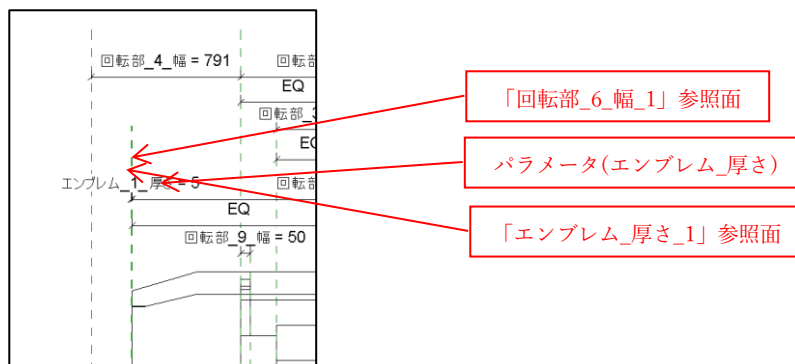 回転部_4_幅 = 791
回転部
EQ
回転部_3
EQ
「回転部_6_幅_1」参照面
パラメータ(エンブレム_厚さ)
エンブレム_1_厚さ = 5
回転部
EQ
「エンブレム_厚さ_1」参照面
回転部_9_幅 = 50